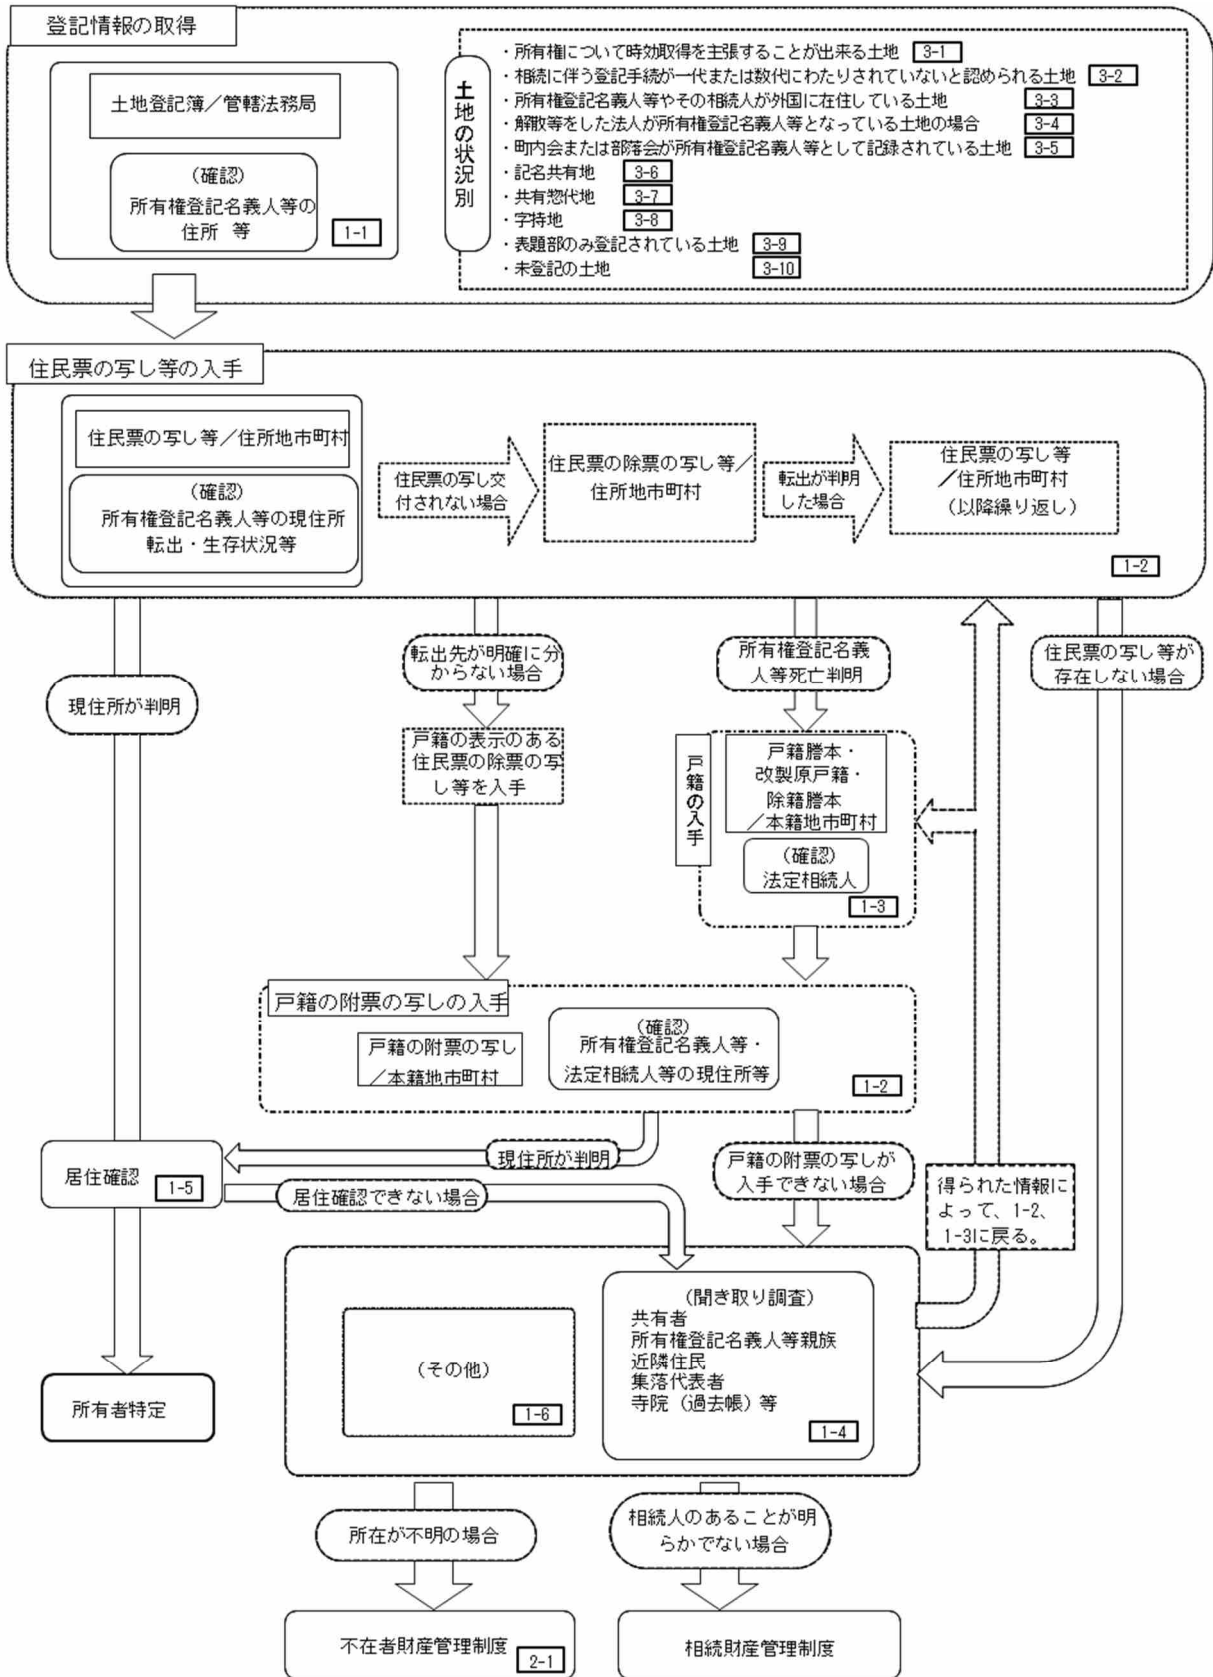 登記情報の取得
土地登記簿／管轄法務局
(確認)
所有権登記名義人等の
住所 等
1-1
土地の状況別
・所有権について時効取得を主張することが出来る土地 3-1
・相続に伴う登記手続が一代または数代にわたりされていないと認められる土地 3-2
・所有権登記名義人等やその相続人が外国に在住している土地 3-3
・解散等をした法人が所有権登記名義人等となっている土地の場合 3-4
・町内会または部落会が所有権登記名義人等として記録されている土地 3-5
・記名共有地 3-6
・共有惣代地 3-7
・字持地 3-8
・表題部のみ登記されている土地 3-9
・未登記の土地 3-10
住民票の写し等の入手
住民票の写し等／住所地市町村
(確認)
所有権登記名義人等の現住所
転出・生存状況等
住民票の写し交
付されない場合
住民票の除票の写し等／
住所地市町村
転出が判明
した場合
住民票の写し等
／住所地市町村
(以降繰り返し)
1-2
現住所が判明
転出先が明確に分
からない場合
所有権登記名義
人等死亡判明
住民票の写し等が
存在しない場合
戸籍の表示のある
住民票の除票の写
し等を入手
戸籍の入手
戸籍謄本・
改製原戸籍・
除籍謄本
／本籍地市町村
(確認)
法定相続人
1-3
戸籍の附票の写しの入手
戸籍の附票の写し
／本籍地市町村
(確認)
所有権登記名義人等・
法定相続人等の現住所等
1-2
現住所が判明
戸籍の附票の写しが
入手できない場合
居住確認
1-5
居住確認できない場合
得られた情報に
よって、1-2、
1-3に戻る。
(その他)
1-6
(聞き取り調査)
共有者
所有権登記名義人等親族
近隣住民
集落代表者
寺院（過去帳）等
1-4
所有者特定
所在が不明の場合
相続人のあることが明
らかでない場合
不在者財産管理制度
2-1
相続財産管理制度